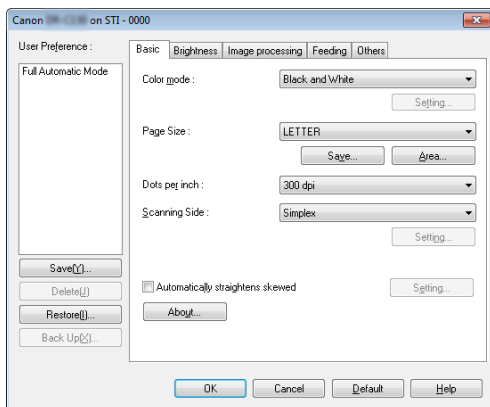 Canon on STI - 0000
User Preference :
Full Automatic Mode
Save(Y)...
Delete(J)
Restore(I)...
Back Up(X)...
Basic
Brightness
Image processing
Feeding
Others
Color mode :
Black and White
Setting...
Page Size :
LETTER
Save...
Area...
Dots per inch :
300 dpi
Scanning Side :
Simplex
Setting...
Automatically straightens skewed
Setting...
About...
OK
Cancel
Default
Help